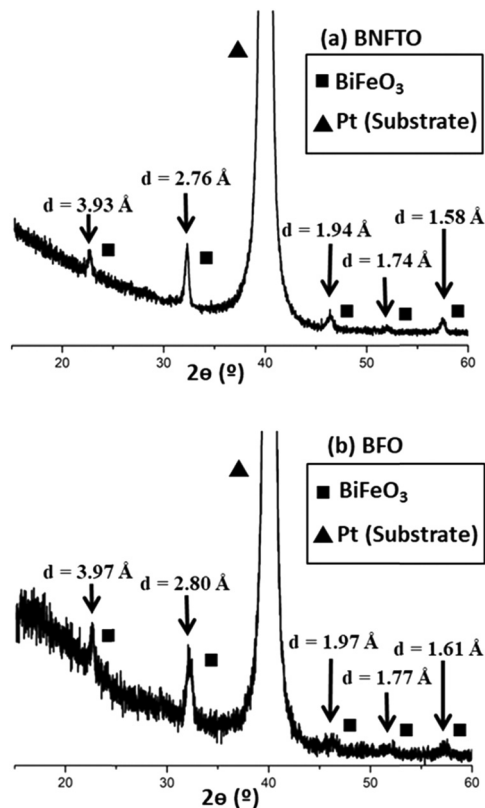 (a) BNFTO
■ BiFeO₃
▲ Pt (Substrate)
d = 3.93 Å
d = 2.76 Å
d = 1.94 Å
d = 1.74 Å
d = 1.58 Å
20 30 40 50 60
2ɵ (º)
(b) BFO
■ BiFeO₃
▲ Pt (Substrate)
d = 3.97 Å
d = 2.80 Å
d = 1.97 Å
d = 1.77 Å
d = 1.61 Å
20 30 40 50 60
2ɵ (º)